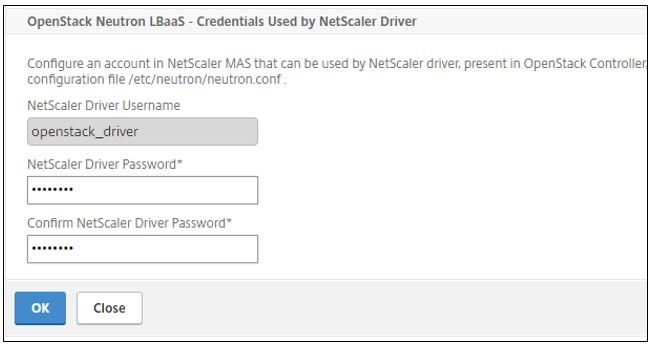 OpenStack Neutron LBaaS - Credentials Used by NetScaler Driver
Configure an account in NetScaler MAS that can be used by NetScaler driver, present in OpenStack Controller,
configuration file /etc/neutron/neutron.conf .
NetScaler Driver Username
openstack_driver
NetScaler Driver Password*
••••••••
Confirm NetScaler Driver Password*
••••••••
OK Close